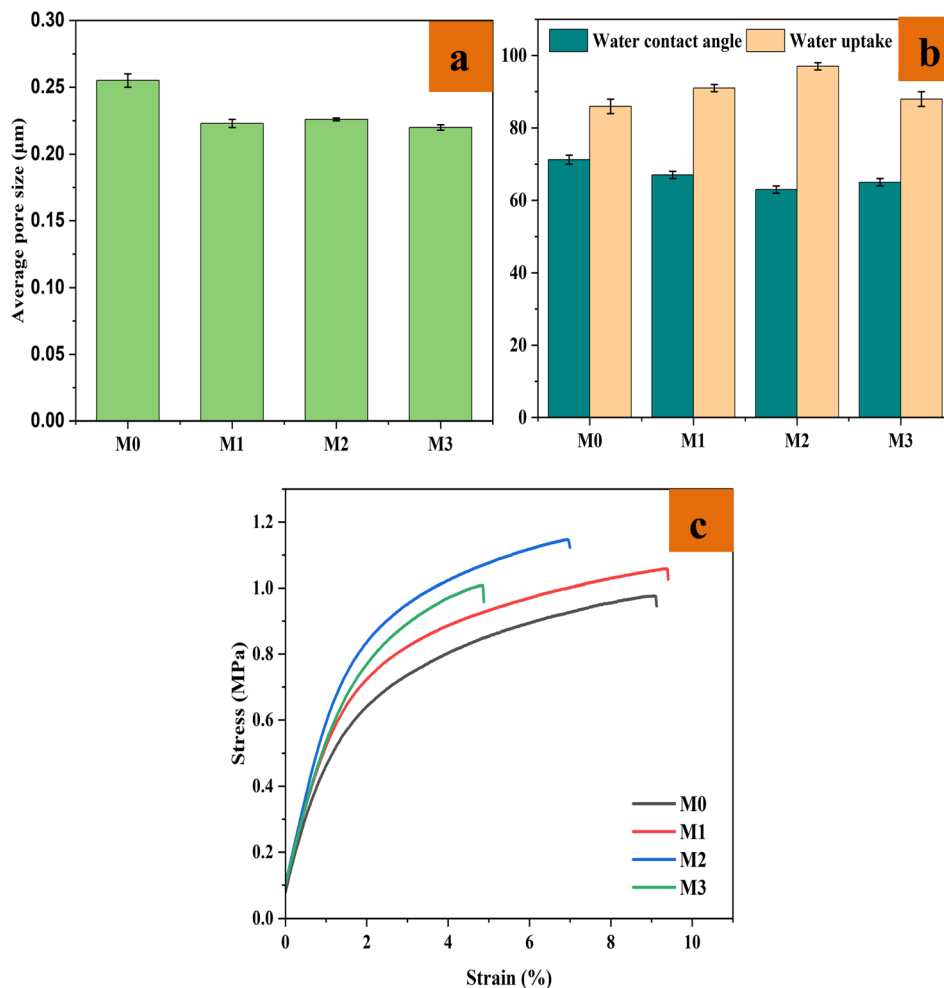 a
Average pore size (μm)
0.30
0.25
0.20
0.15
0.10
0.05
0.00
M0 M1 M2 M3
b
Water contact angle Water uptake
100
80
60
40
20
0
M0 M1 M2 M3
c
Stress (MPa)
1.2
1.0
0.8
0.6
0.4
0.2
0.0
M0
M1
M2
M3
0 2 4 6 8 10
Strain (%)